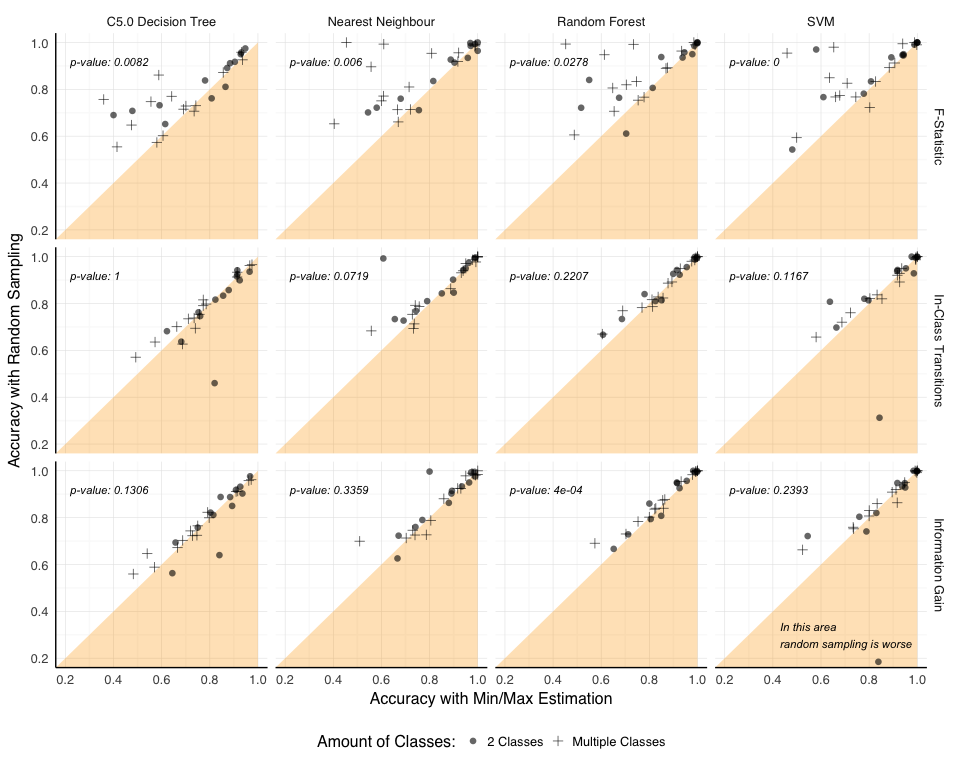 C5.0 Decision Tree Nearest Neighbour Random Forest SVM
1.0
p-value: 0.0082 p-value: 0.006 p-value: 0.0278 p-value: 0
0.8
0.6
0.4
0.2
F-Statistic
1.0
p-value: 1 p-value: 0.0719 p-value: 0.2207 p-value: 0.1167
0.8
0.6
0.4
0.2
In-Class Transitions
1.0
p-value: 0.1306 p-value: 0.3359 p-value: 4e-04 p-value: 0.2393
0.8
0.6
0.4
0.2
Information Gain
In this area
random sampling is worse
Accuracy with Random Sampling
0.2 0.4 0.6 0.8 1.0 0.2 0.4 0.6 0.8 1.0 0.2 0.4 0.6 0.8 1.0 0.2 0.4 0.6 0.8 1.0
Accuracy with Min/Max Estimation
Amount of Classes: 2 Classes Multiple Classes